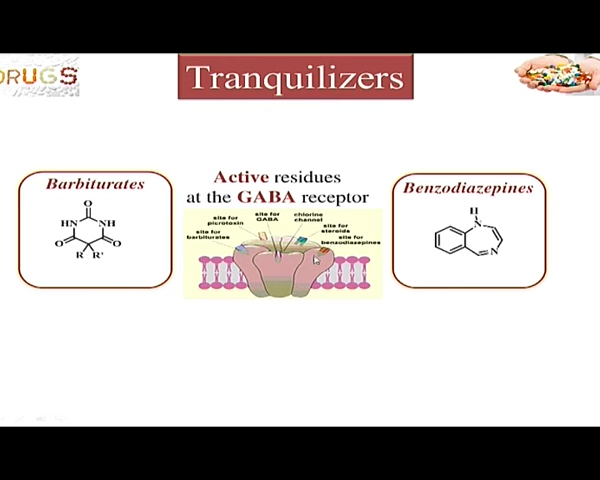 DRUGS
Tranquilizers
Barbiturates
O
HN NH
O O
R R'
Active residues
at the GABA receptor
site for
picrotoxin
site for
GABA
chlorine
channel
site for
steroids
site for
barbiturates
site for
benzodiazepines
Benzodiazepines
H
N
N